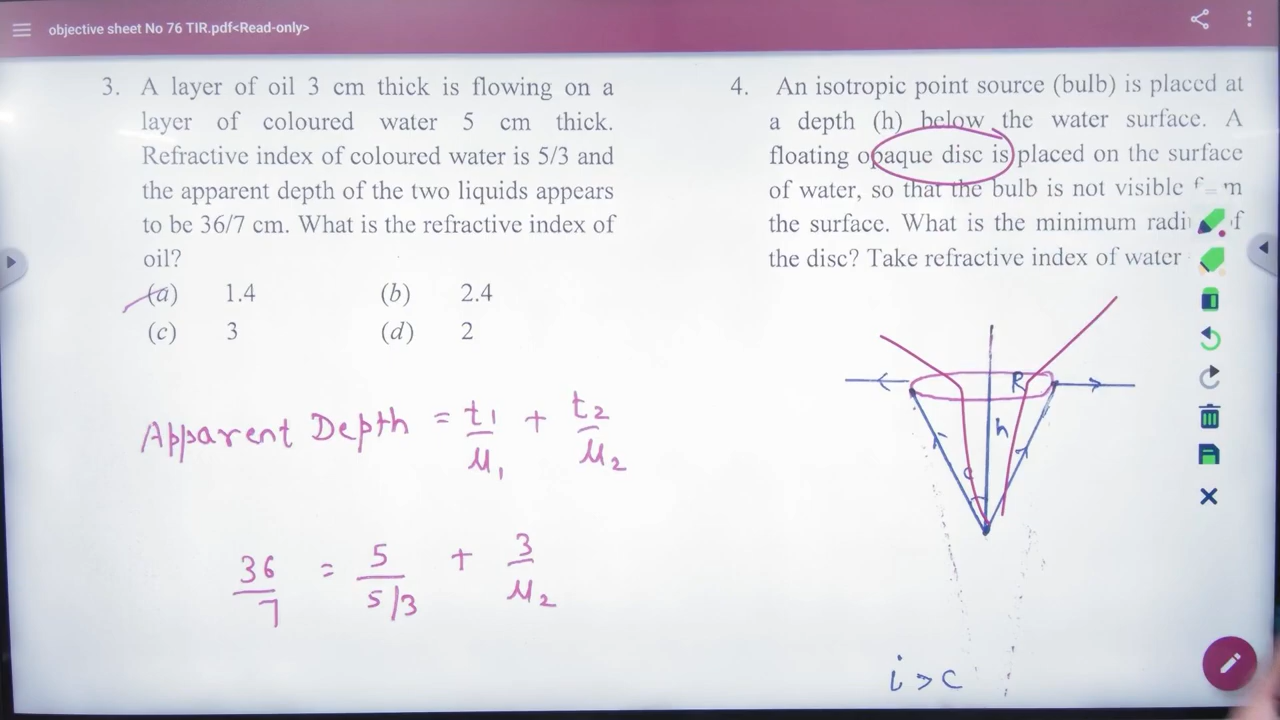 objective sheet No 76 TIR.pdf<Read-only>
3. A layer of oil 3 cm thick is flowing on a
layer of coloured water 5 cm thick.
Refractive index of coloured water is 5/3 and
the apparent depth of the two liquids appears
to be 36/7 cm. What is the refractive index of
oil?
(a) 1.4 (b) 2.4
(c) 3 (d) 2
Apparent Depth = t1/μ1 + t2/μ2
36/7 = 5/5/3 + 3/μ2
4. An isotropic point source (bulb) is placed at
a depth (h) below the water surface. A
floating opaque disc is placed on the surface
of water, so that the bulb is not visible
the surface. What is the minimum
the disc? Take refractive index of water
R
h
c
i > c